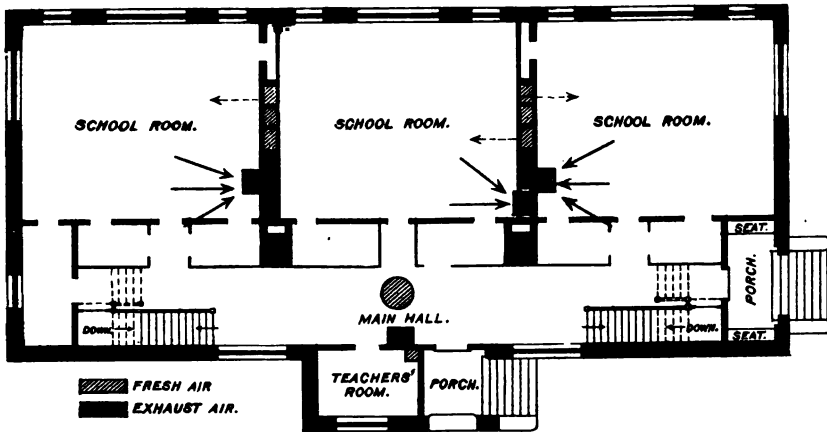 SCHOOL ROOM.
SCHOOL ROOM.
SCHOOL ROOM.
SEAT.
PORCH.
SEAT.
MAIN HALL.
DOWN.
DOWN.
TEACHERS'
ROOM.
PORCH.
FRESH AIR
EXHAUST AIR.